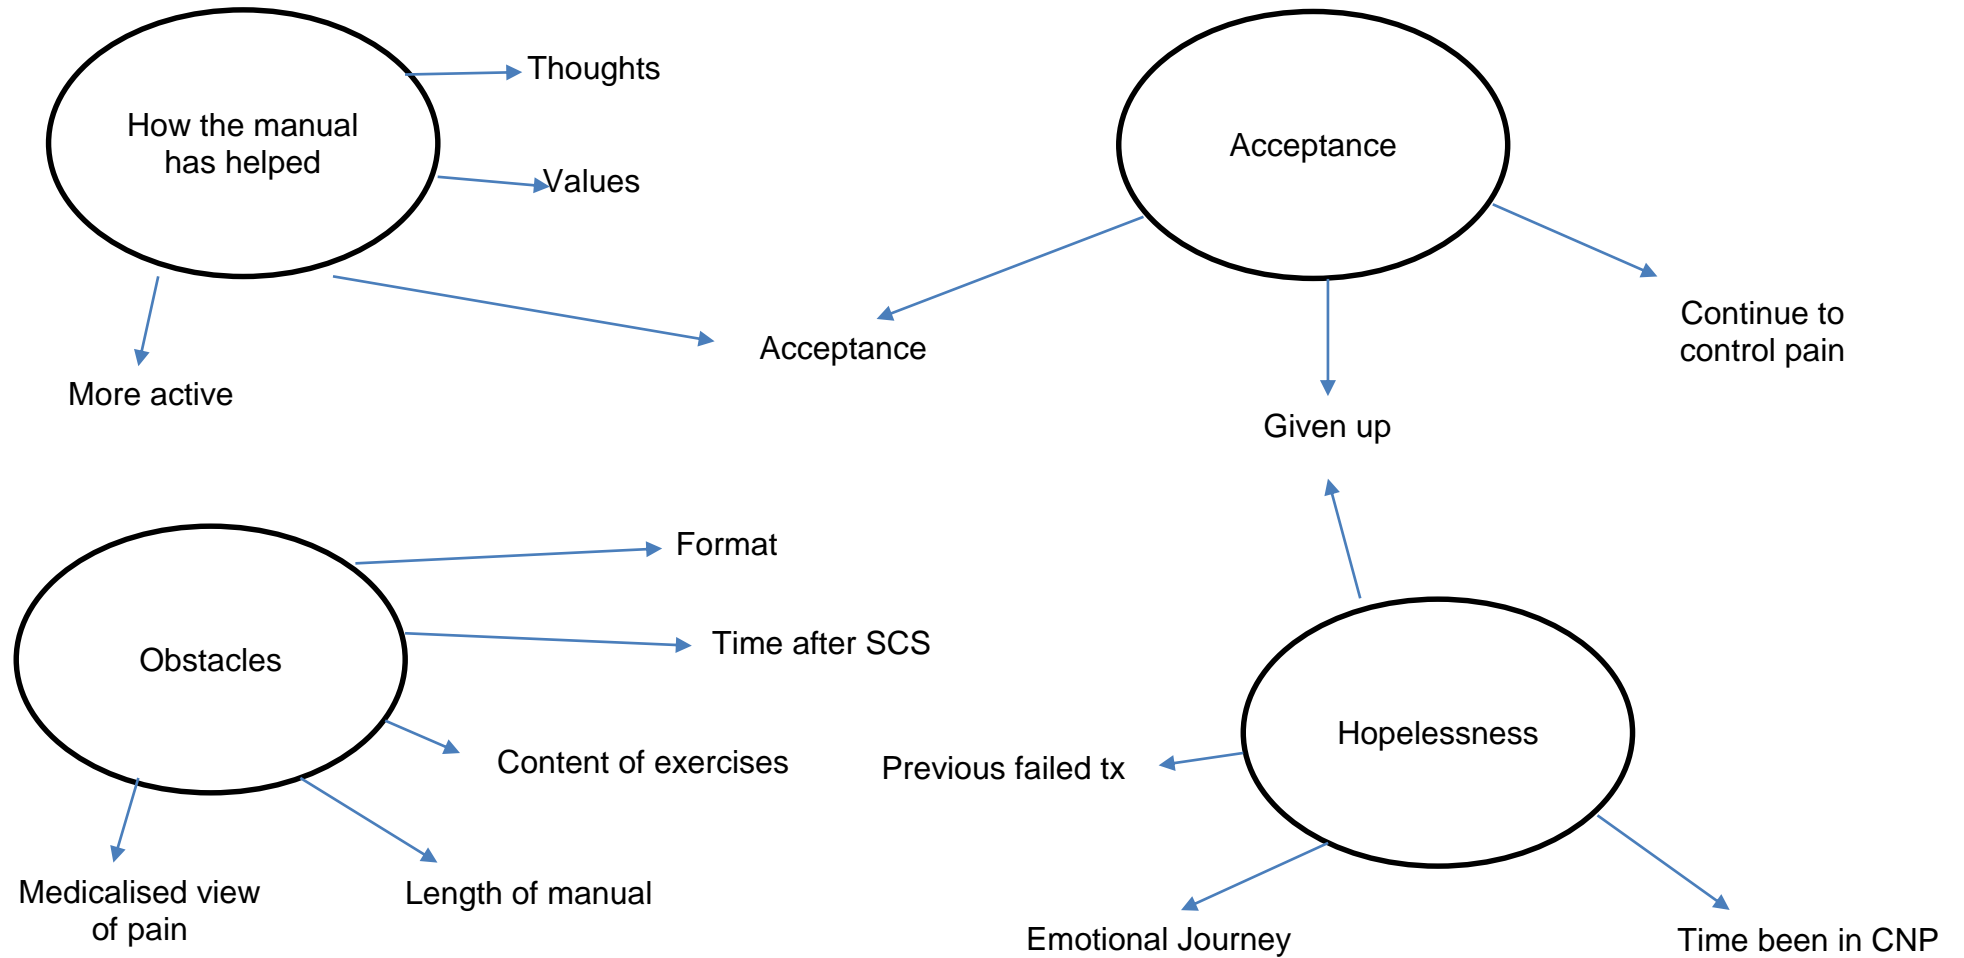 Thoughts
How the manual
has helped
Values
More active
Acceptance
Acceptance
Continue to
control pain
Given up
Format
Time after SCS
Obstacles
Content of exercises
Medicalised view
of pain
Length of manual
Hopelessness
Previous failed tx
Emotional Journey
Time been in CNP